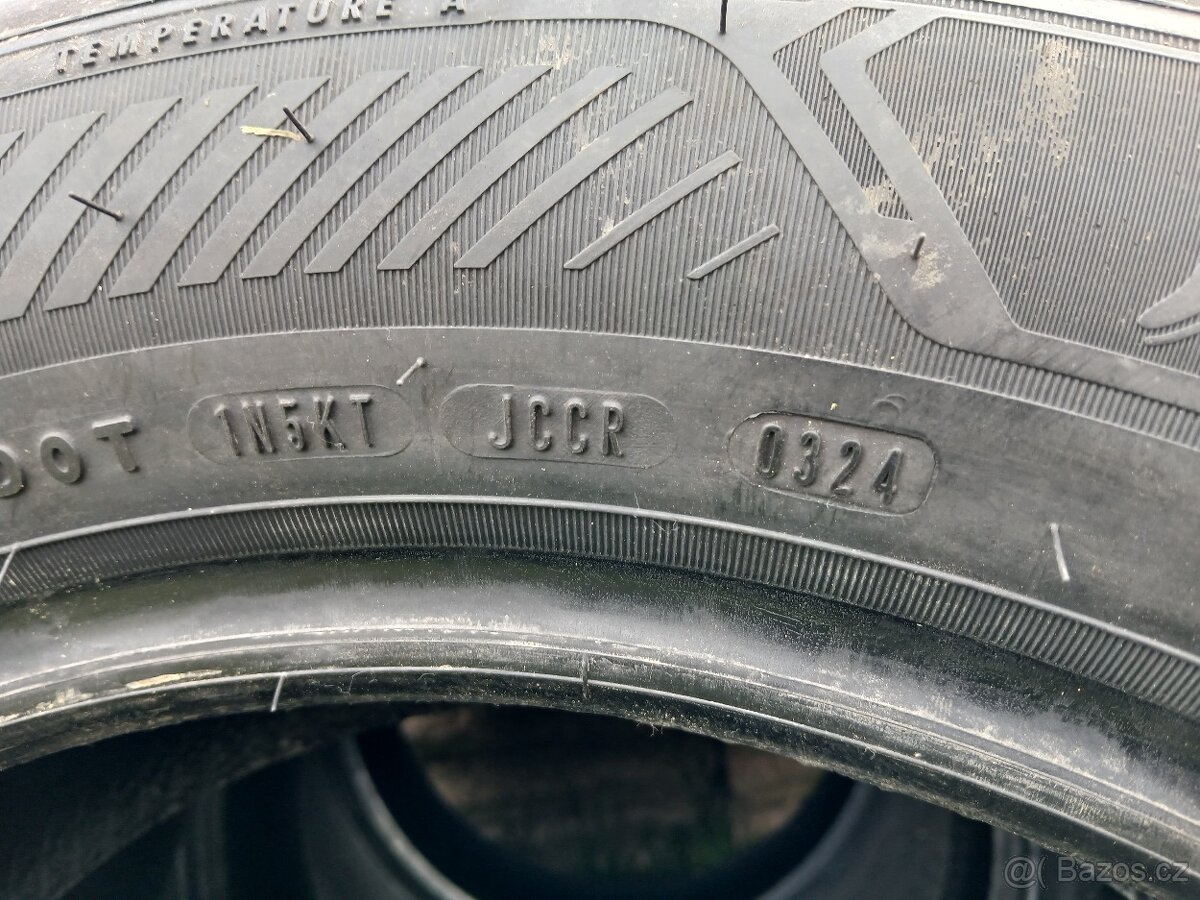 TEMPERATURE A
DOT 1N5KT JCCR 0324
@( Bazos.cz